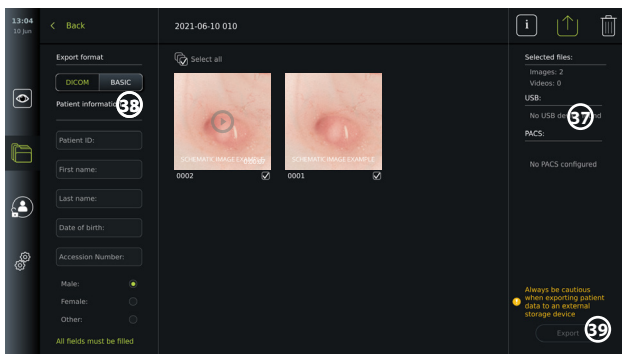 13:04
10 Jun
< Back
2021-06-10 010
i
Export format
DICOM BASIC
Patient information
38
Patient ID:
First name:
Last name:
Date of birth:
Accession Number:
Male:
Female:
Other:
All fields must be filled
Select all
SCHEMATIC IMAGE EXAMPLE
0002
SCHEMATIC IMAGE EXAMPLE
0001
Selected files:
Images: 2
Videos: 0
USB:
No USB
37
PACS:
No PACS configured
Always be cautious
when exporting patient
data to an external
storage device
Export
39